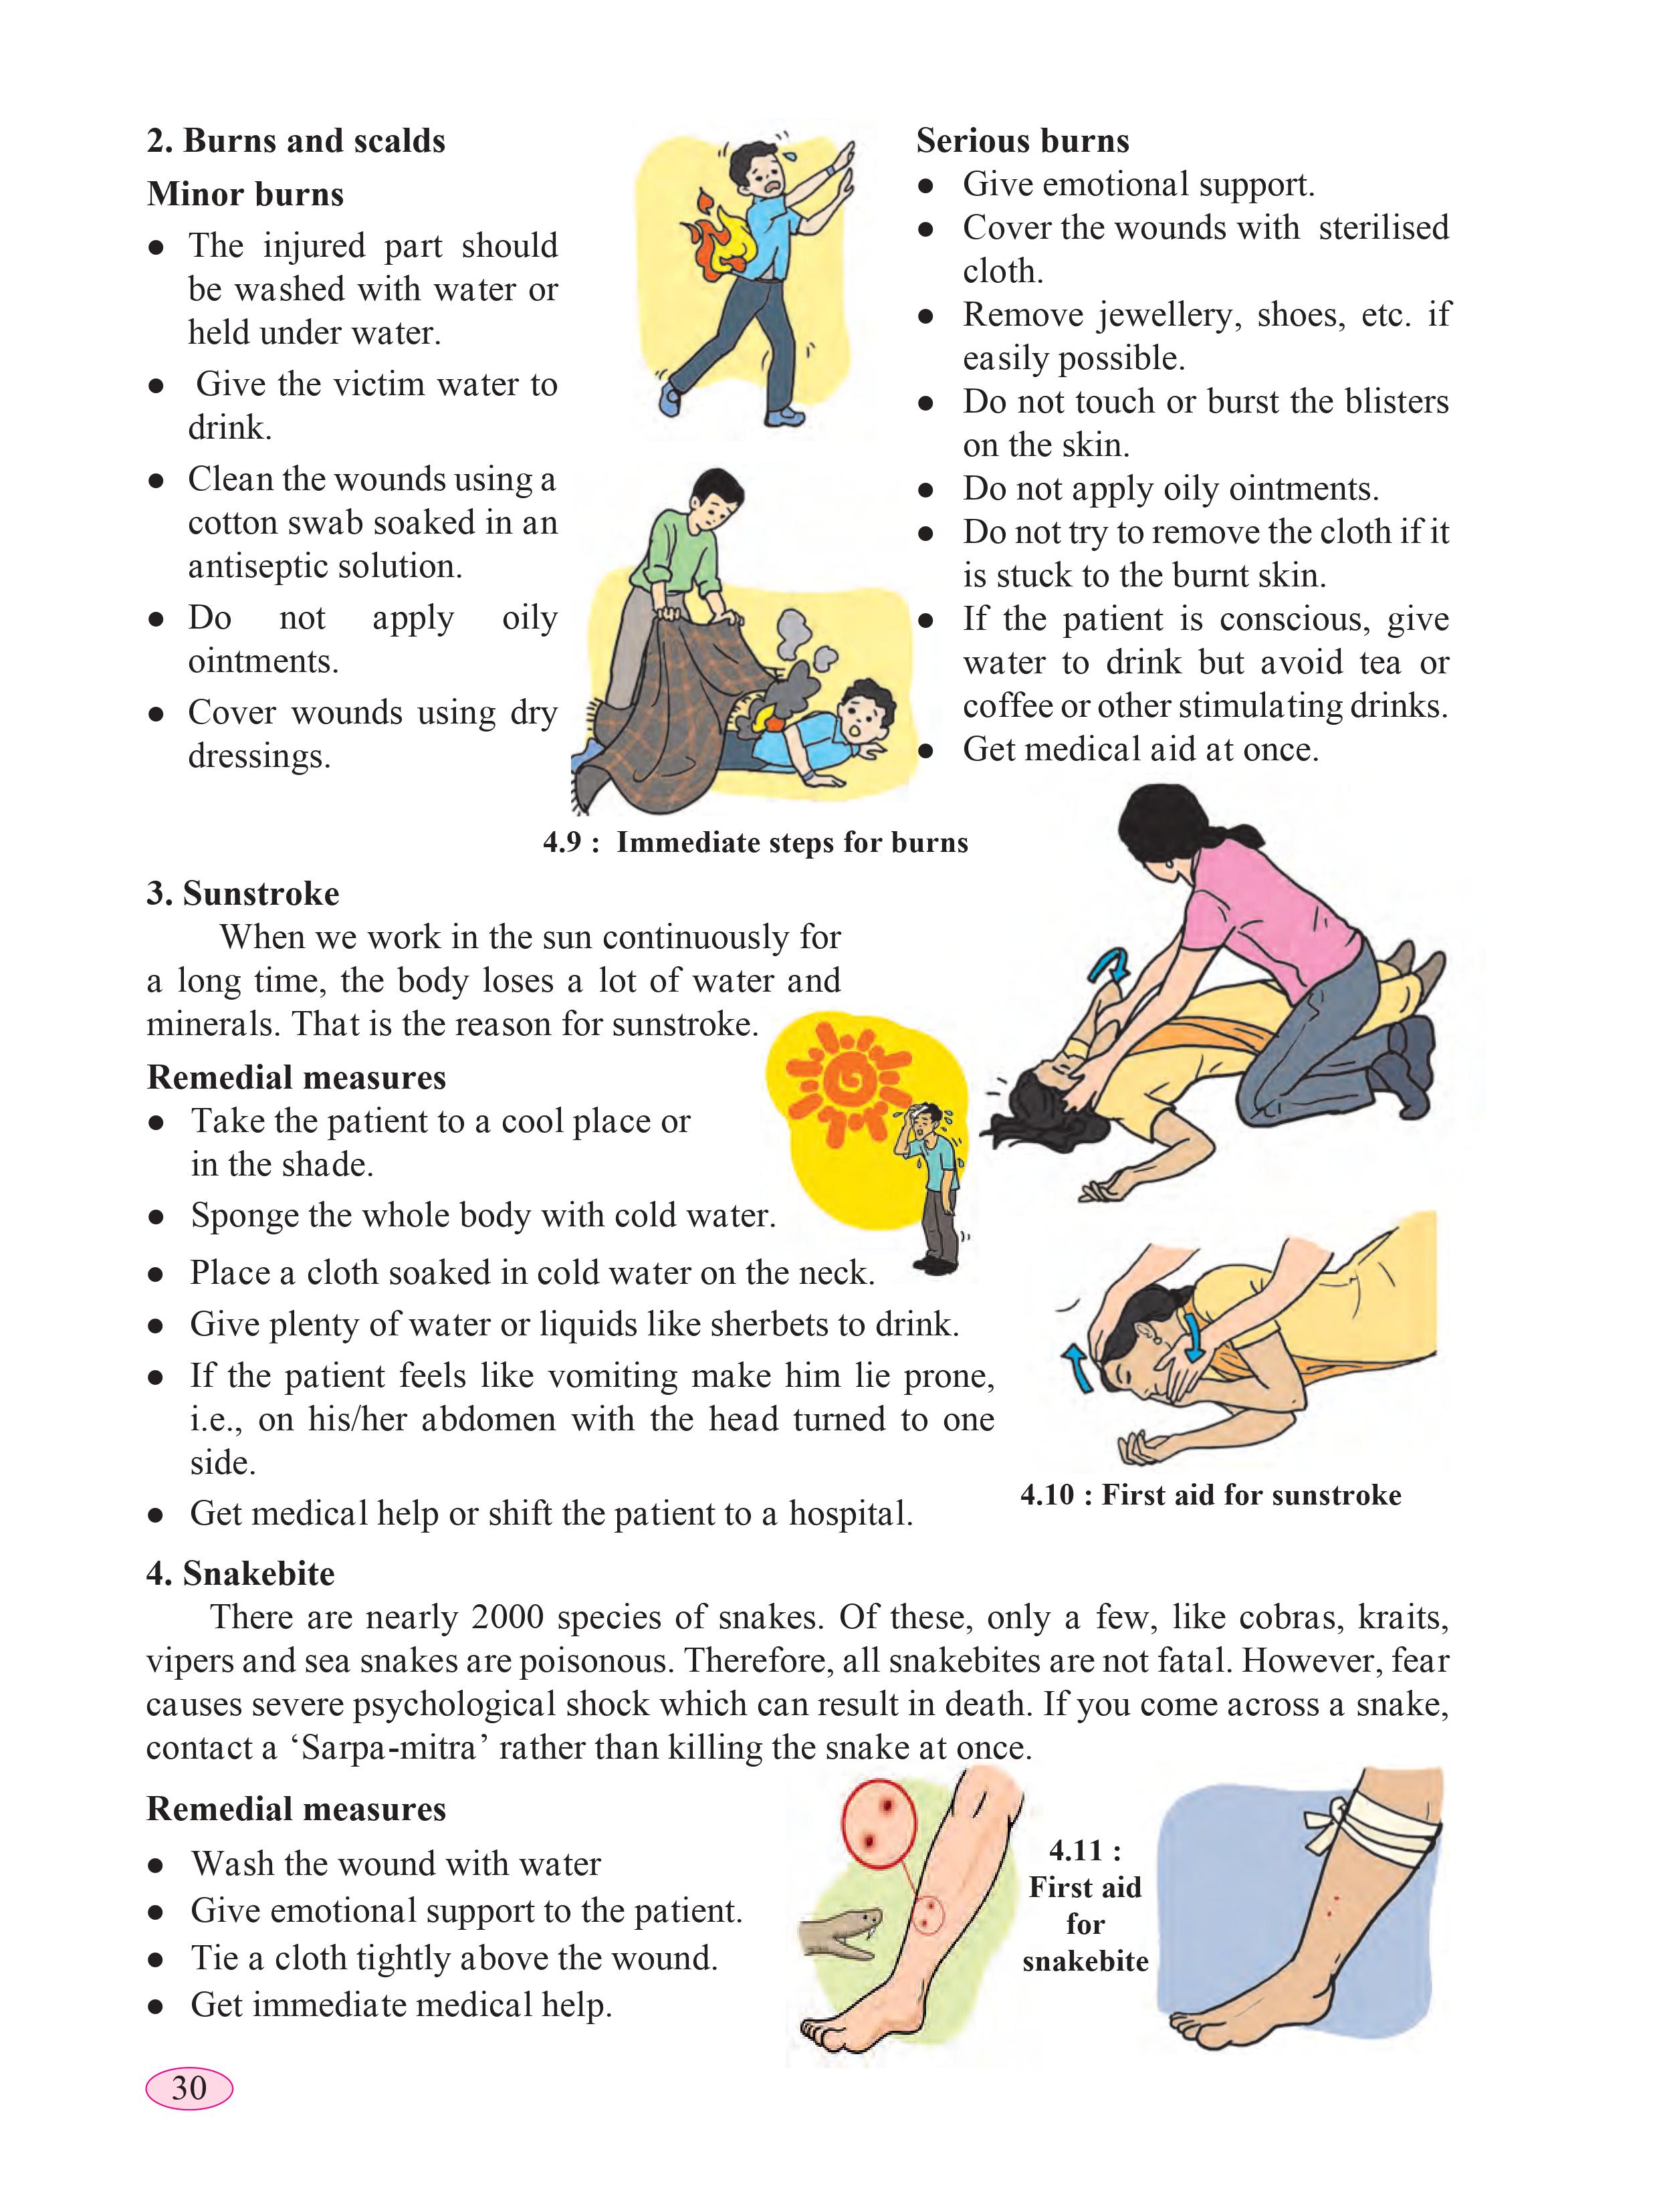 2. Burns and scalds
Minor burns
● The injured part should
be washed with water or
held under water.
● Give the victim water to
drink.
● Clean the wounds using a
cotton swab soaked in an
antiseptic solution.
● Do not apply oily
ointments.
● Cover wounds using dry
dressings.
Serious burns
● Give emotional support.
● Cover the wounds with sterilised
cloth.
● Remove jewellery, shoes, etc. if
easily possible.
● Do not touch or burst the blisters
on the skin.
● Do not apply oily ointments.
● Do not try to remove the cloth if it
is stuck to the burnt skin.
● If the patient is conscious, give
water to drink but avoid tea or
coffee or other stimulating drinks.
● Get medical aid at once.
4.9 : Immediate steps for burns
3. Sunstroke
When we work in the sun continuously for
a long time, the body loses a lot of water and
minerals. That is the reason for sunstroke.
Remedial measures
● Take the patient to a cool place or
in the shade.
● Sponge the whole body with cold water.
● Place a cloth soaked in cold water on the neck.
● Give plenty of water or liquids like sherbets to drink.
● If the patient feels like vomiting make him lie prone,
i.e., on his/her abdomen with the head turned to one
side.
● Get medical help or shift the patient to a hospital.
4.10 : First aid for sunstroke
4. Snakebite
There are nearly 2000 species of snakes. Of these, only a few, like cobras, kraits,
vipers and sea snakes are poisonous. Therefore, all snakebites are not fatal. However, fear
causes severe psychological shock which can result in death. If you come across a snake,
contact a ‘Sarpa-mitra’ rather than killing the snake at once.
Remedial measures
● Wash the wound with water
● Give emotional support to the patient.
● Tie a cloth tightly above the wound.
● Get immediate medical help.
4.11 :
First aid
for
snakebite
30